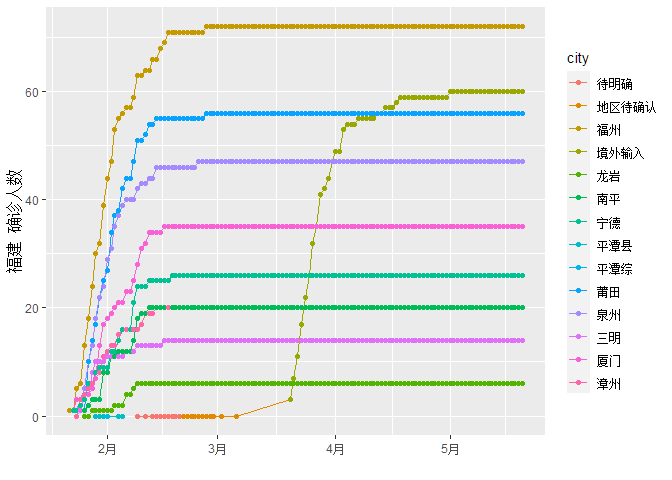 福建 确诊人数
60
40
20
0
2月
3月
4月
5月
city
待明确
地区待确认
福州
境外输入
龙岩
南平
宁德
平潭县
平潭综
莆田
泉州
三明
厦门
漳州